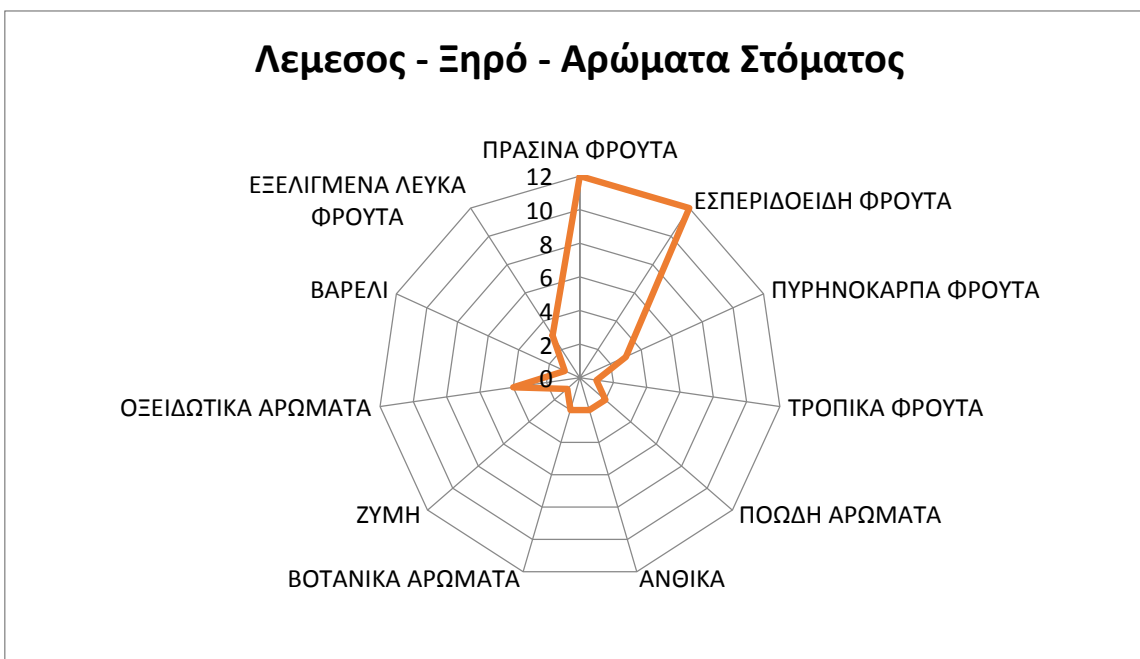 Λεμεσος - Ξηρό - Αρώματα Στόματος
ΠΡΑΣΙΝΑ ΦΡΟΥΤΑ
ΕΣΠΕΡΙΔΟΕΙΔΗ ΦΡΟΥΤΑ
ΠΥΡΗΝΟΚΑΡΠΑ ΦΡΟΥΤΑ
ΤΡΟΠΙΚΑ ΦΡΟΥΤΑ
ΠΟΩΔΗ ΑΡΩΜΑΤΑ
ΑΝΘΙΚΑ
ΒΟΤΑΝΙΚΑ ΑΡΩΜΑΤΑ
ΖΥΜΗ
ΟΞΕΙΔΩΤΙΚΑ ΑΡΩΜΑΤΑ
ΒΑΡΕΛΙ
ΕΞΕΛΙΓΜΕΝΑ ΛΕΥΚΑ
ΦΡΟΥΤΑ
12
10
8
6
4
2
0